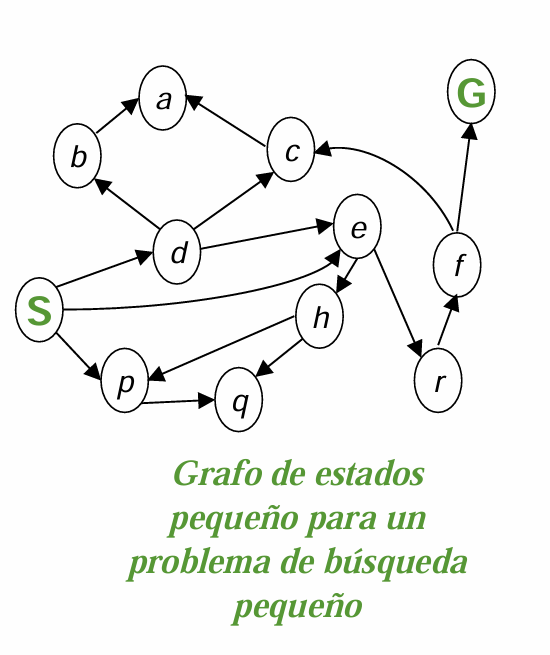 G
a
c
b
e
d
f
S
h
p
r
q
Grafo de estados
pequeño para un
problema de búsqueda
pequeño